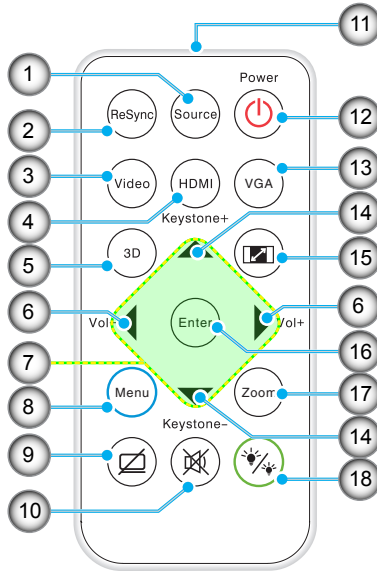 11
1
Power
ReSync
Source
2
12
3
13
Video
HDMI
VGA
4
Keystone+
14
3D
5
15
6
6
Vol-
Enter
Vol+
16
7
Menu
Zoom
17
8
Keystone-
14
9
10
18